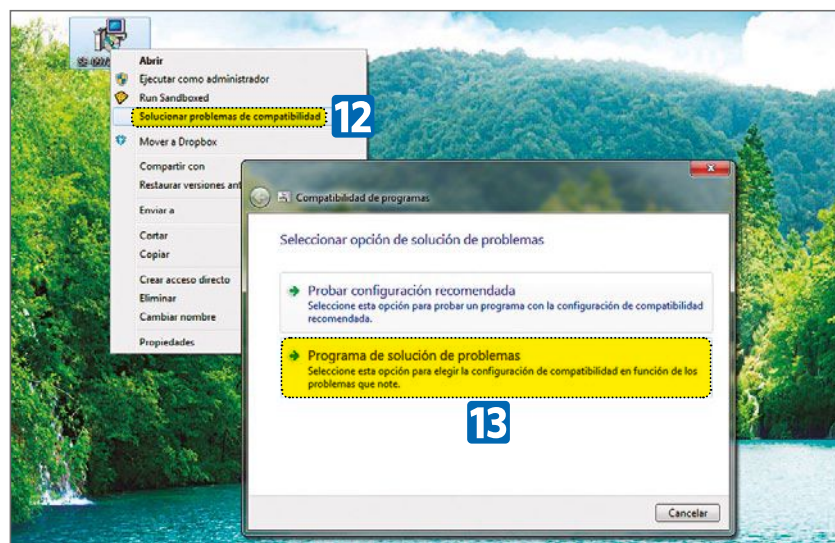 Abrir
Ejecutar como administrador
Run Sandboxed
Solucionar problemas de compatibilidad
12
Mover a Dropbox
Compartir con
Restaurar versiones ant
Enviar a
Cortar
Copiar
Crear acceso directo
Eliminar
Cambiar nombre
Propiedades
Compatibilidad de programas
Seleccionar opción de solución de problemas
Probar configuración recomendada
Seleccione esta opción para probar un programa con la configuración de compatibilidad
recomendada.
Programa de solución de problemas
Seleccione esta opción para elegir la configuración de compatibilidad en función de los
problemas que note.
13
Cancelar